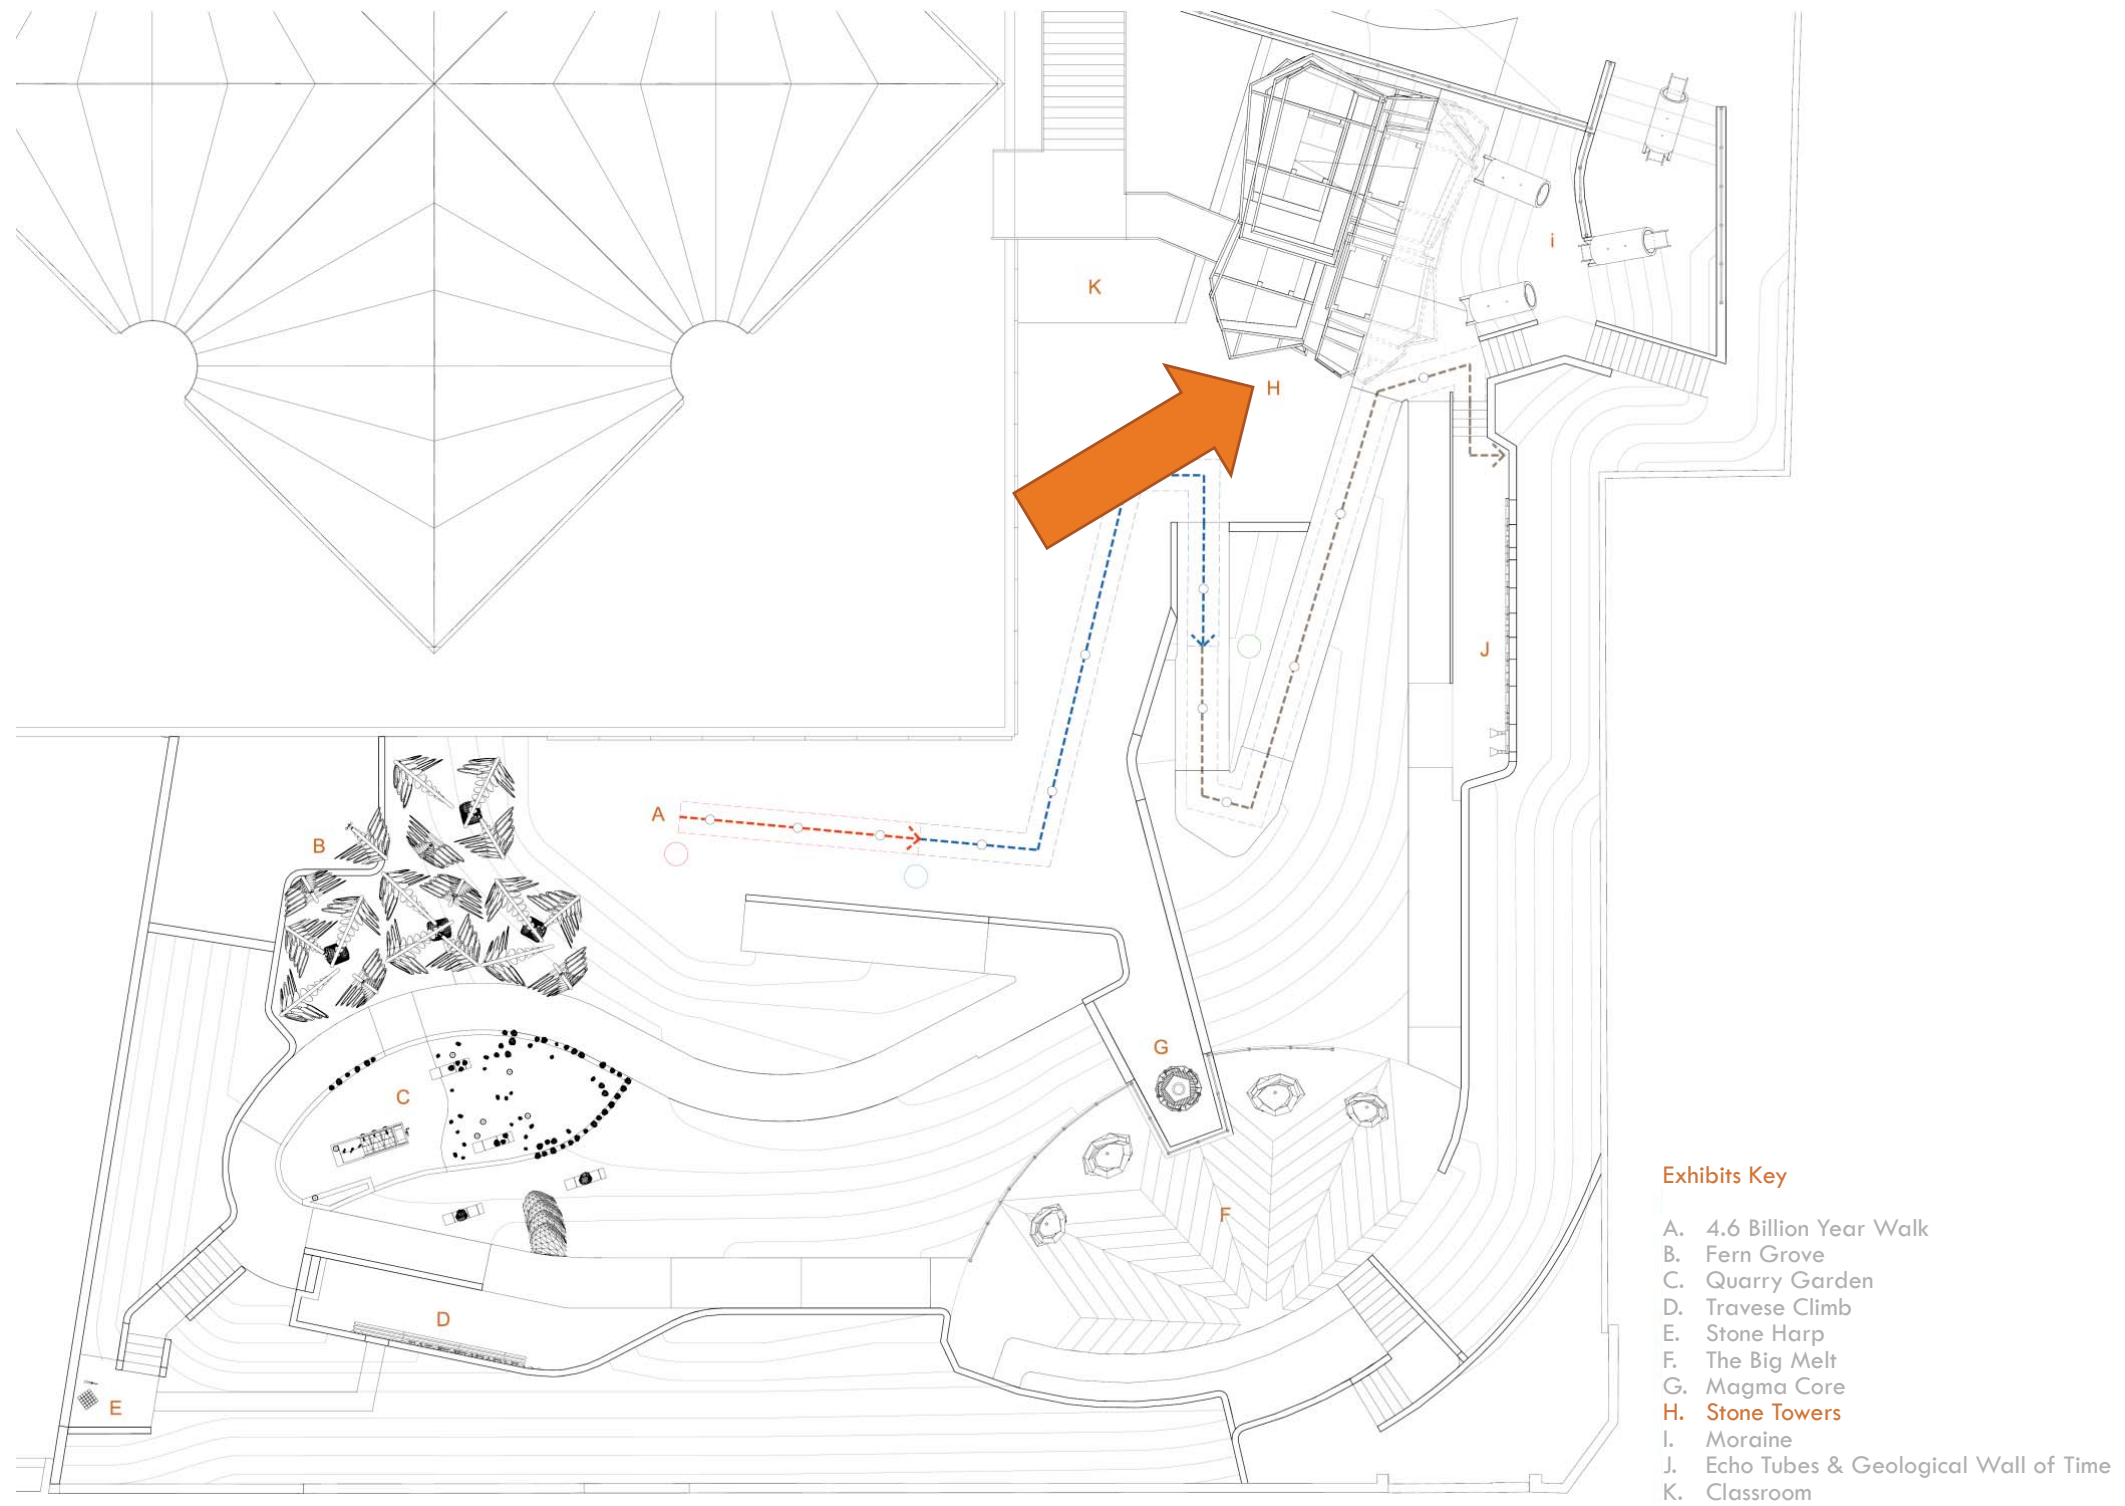 i
K
H
J
A
B
G
C
F
D
E
Exhibits Key
A. 4.6 Billion Year Walk
B. Fern Grove
C. Quarry Garden
D. Travese Climb
E. Stone Harp
F. The Big Melt
G. Magma Core
H. Stone Towers
I. Moraine
J. Echo Tubes & Geological Wall of Time
K. Classroom